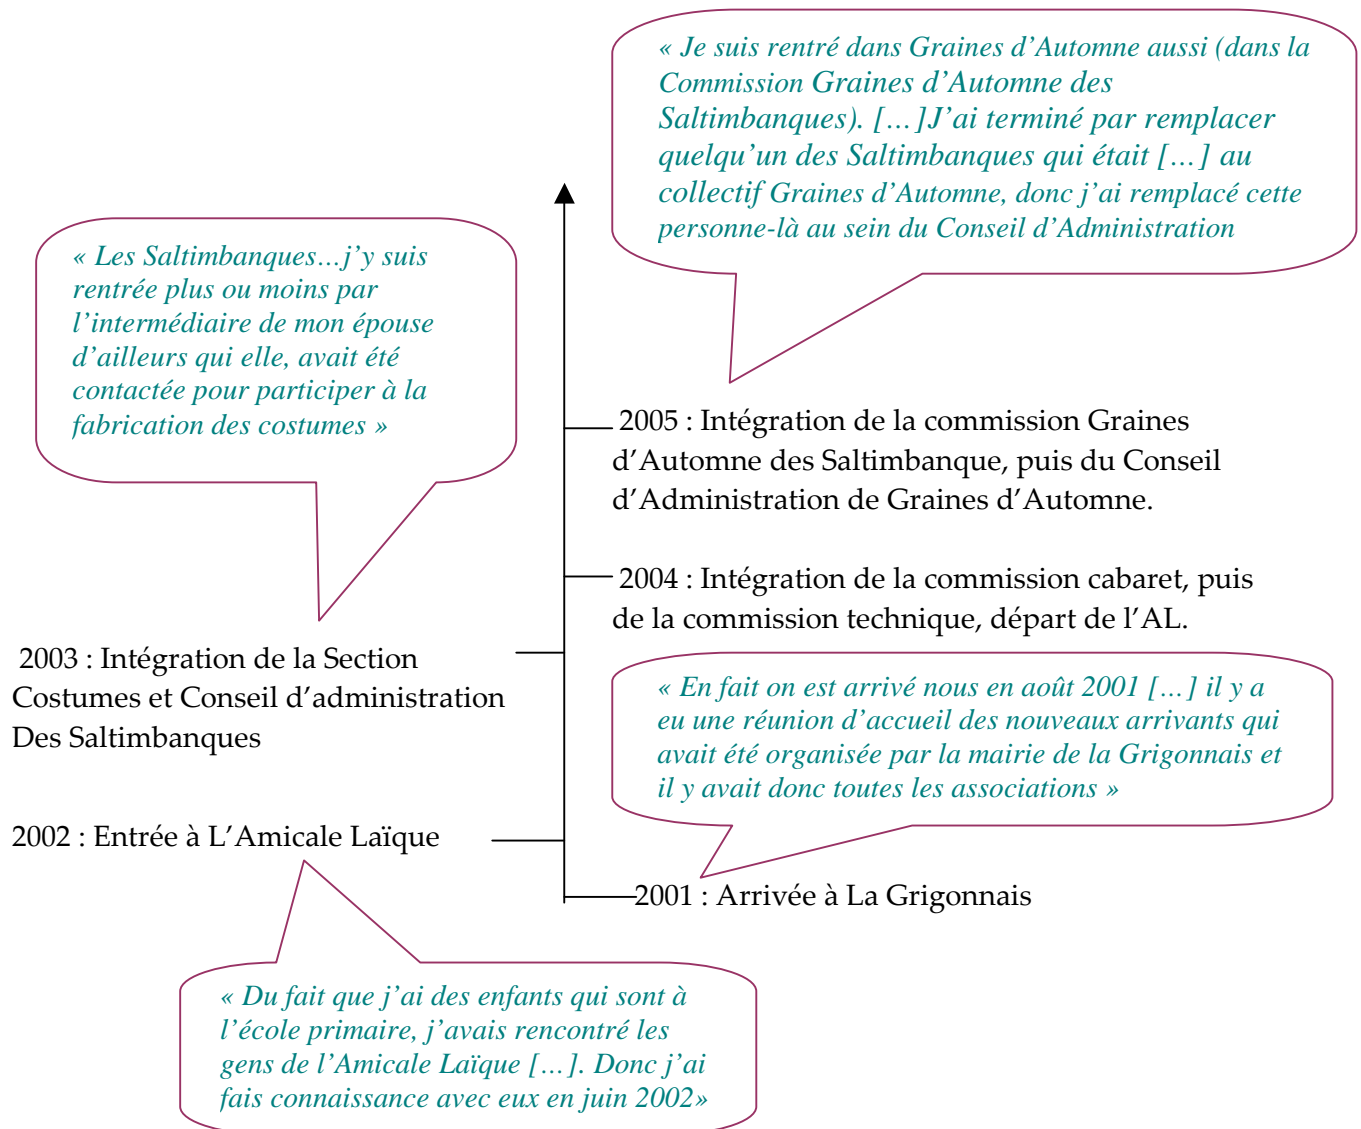 « Je suis rentré dans Graines d’Automne aussi (dans la
Commission Graines d’Automne des
Saltimbanques). […]J’ai terminé par remplacer
quelqu’un des Saltimbanques qui était […] au
collectif Graines d’Automne, donc j’ai remplacé cette
personne-là au sein du Conseil d’Administration
« Les Saltimbanques…j’y suis
rentrée plus ou moins par
l’intermédiaire de mon épouse
d’ailleurs qui elle, avait été
contactée pour participer à la
fabrication des costumes »
2005 : Intégration de la commission Graines
d’Automne des Saltimbanque, puis du Conseil
d’Administration de Graines d’Automne.
2004 : Intégration de la commission cabaret, puis
de la commission technique, départ de l’AL.
2003 : Intégration de la Section
Costumes et Conseil d’administration
Des Saltimbanques
« En fait on est arrivé nous en août 2001 […] il y a
eu une réunion d’accueil des nouveaux arrivants qui
avait été organisée par la mairie de la Grigonnais et
il y avait donc toutes les associations »
2002 : Entrée à L’Amicale Laïque
2001 : Arrivée à La Grigonnais
« Du fait que j’ai des enfants qui sont à
l’école primaire, j’avais rencontré les
gens de l’Amicale Laïque […]. Donc j’ai
fais connaissance avec eux en juin 2002»